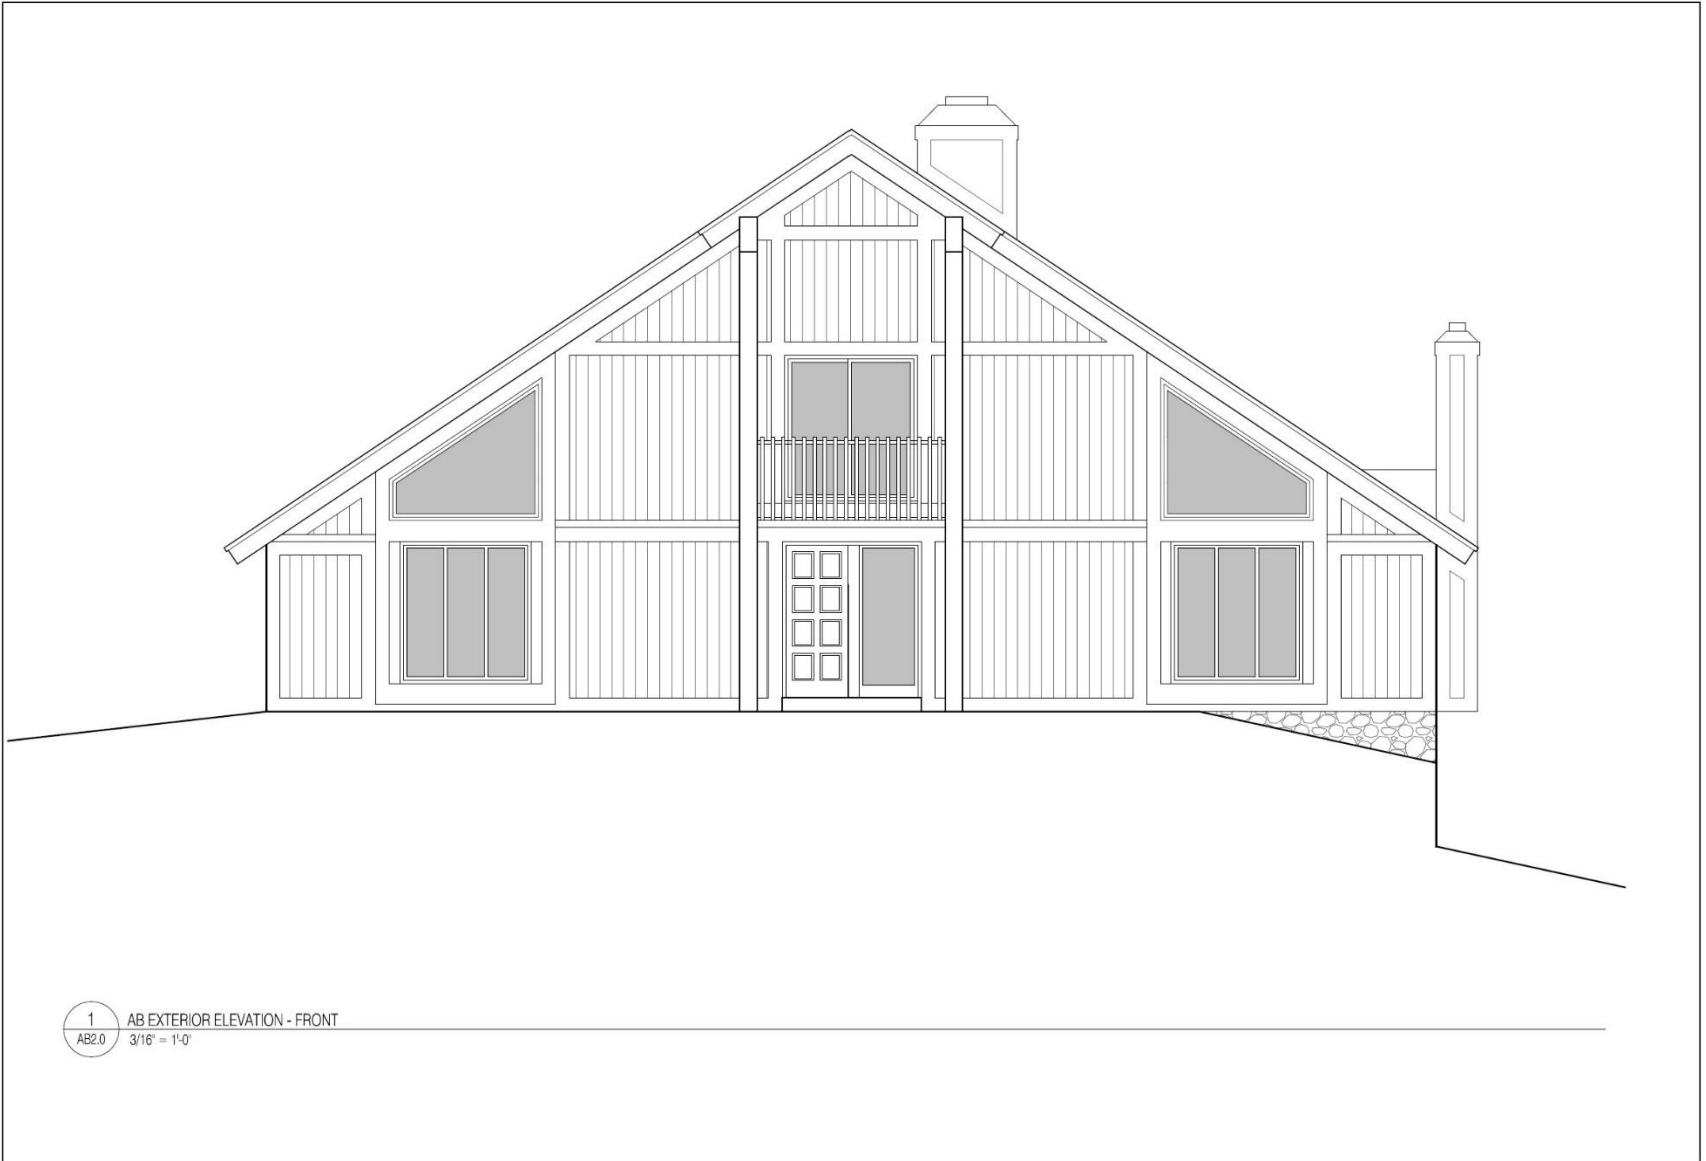 1
AB2.0
AB EXTERIOR ELEVATION - FRONT
3/16" = 1'-0"